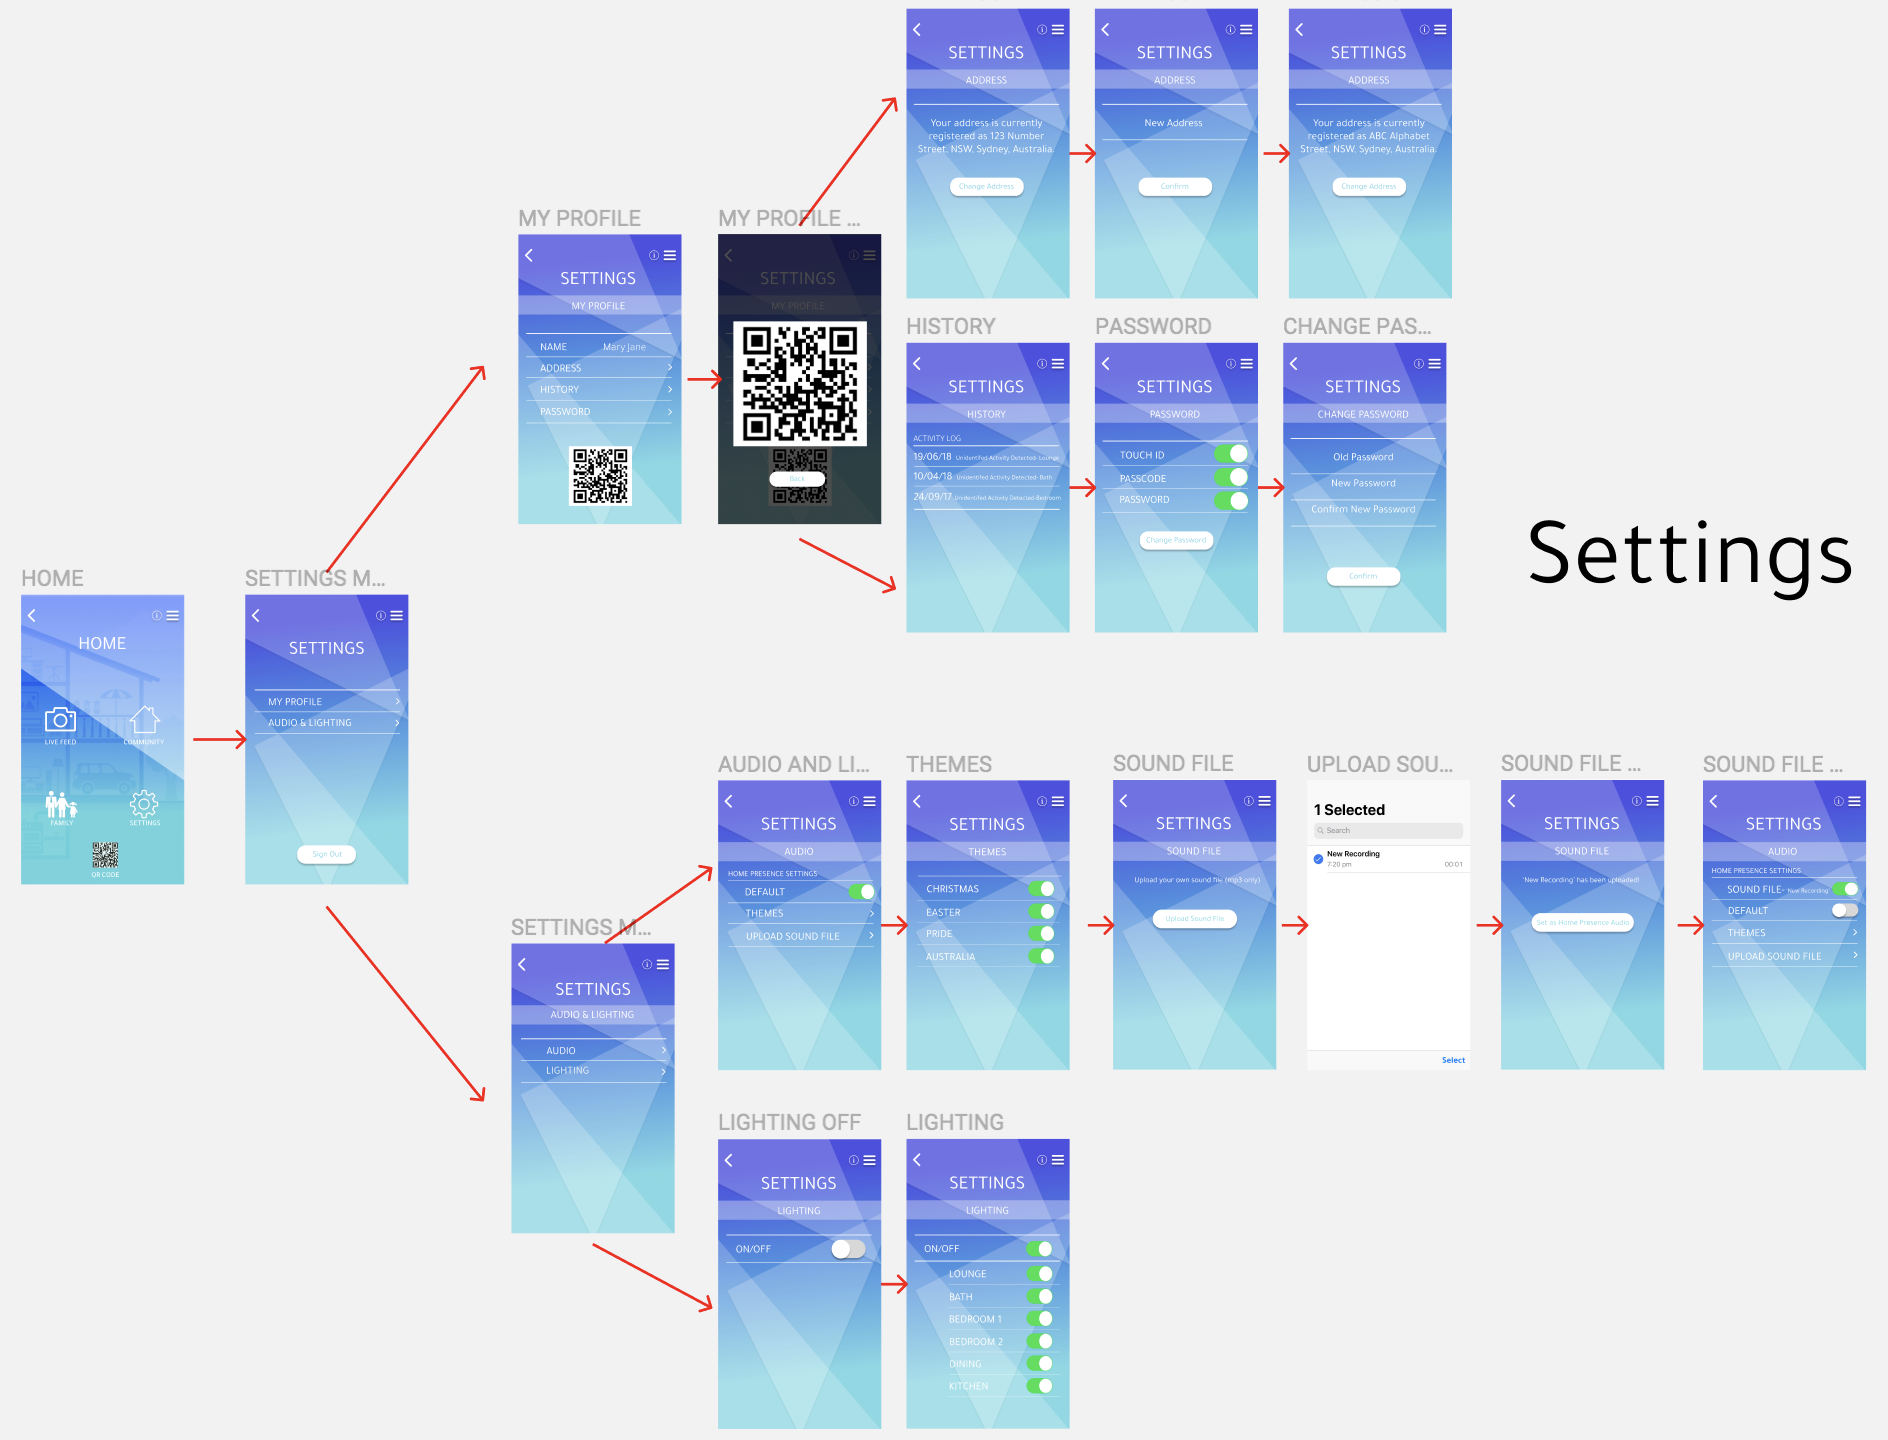 SETTINGS
ADDRESS
Your address is currently
registered as 123 Number
Street, NSW, Sydney, Australia.
Change Address
SETTINGS
ADDRESS
New Address
Confirm
SETTINGS
ADDRESS
Your address is currently
registered as ABC Alphabet
Street, NSW, Sydney, Australia.
Change Address
MY PROFILE
SETTINGS
MY PROFILE
NAME Mary Jane
ADDRESS
HISTORY
PASSWORD
MY PROFILE ...
SETTINGS
MY PROFILE
Back
HISTORY
SETTINGS
HISTORY
ACTIVITY LOG
19/06/18 Unidentifed Activity Detected- Lounge
10/04/18 Unidentifed Activity Detected- Bath
24/09/17 Unidentifed Activity Detected-Bedroom
PASSWORD
SETTINGS
PASSWORD
TOUCH ID
PASSCODE
PASSWORD
Change Password
CHANGE PAS...
SETTINGS
CHANGE PASSWORD
Old Password
New Password
Confirm New Password
Confirm
Settings
HOME
HOME
LIVE FEED
COMMUNITY
FAMILY
SETTINGS
QR CODE
SETTINGS M...
SETTINGS
MY PROFILE
AUDIO & LIGHTING
Sign Out
SETTINGS M...
SETTINGS
AUDIO & LIGHTING
AUDIO
LIGHTING
AUDIO AND LI...
SETTINGS
AUDIO
HOME PRESENCE SETTINGS
DEFAULT
THEMES
UPLOAD SOUND FILE
THEMES
SETTINGS
THEMES
CHRISTMAS
EASTER
PRIDE
AUSTRALIA
SOUND FILE
SETTINGS
SOUND FILE
Upload your own sound file (mp3 only)
Upload Sound File
UPLOAD SOU...
1 Selected
Search
New Recording
7:20 pm 00:01
Select
SOUND FILE ...
SETTINGS
SOUND FILE
'New Recording' has been uploaded!
Set as Home Presence Audio
SOUND FILE ...
SETTINGS
AUDIO
HOME PRESENCE SETTINGS
SOUND FILE- 'New Recording'
DEFAULT
THEMES
UPLOAD SOUND FILE
LIGHTING OFF
SETTINGS
LIGHTING
ON/OFF
LIGHTING
SETTINGS
LIGHTING
ON/OFF
LOUNGE
BATH
BEDROOM 1
BEDROOM 2
DINING
KITCHEN